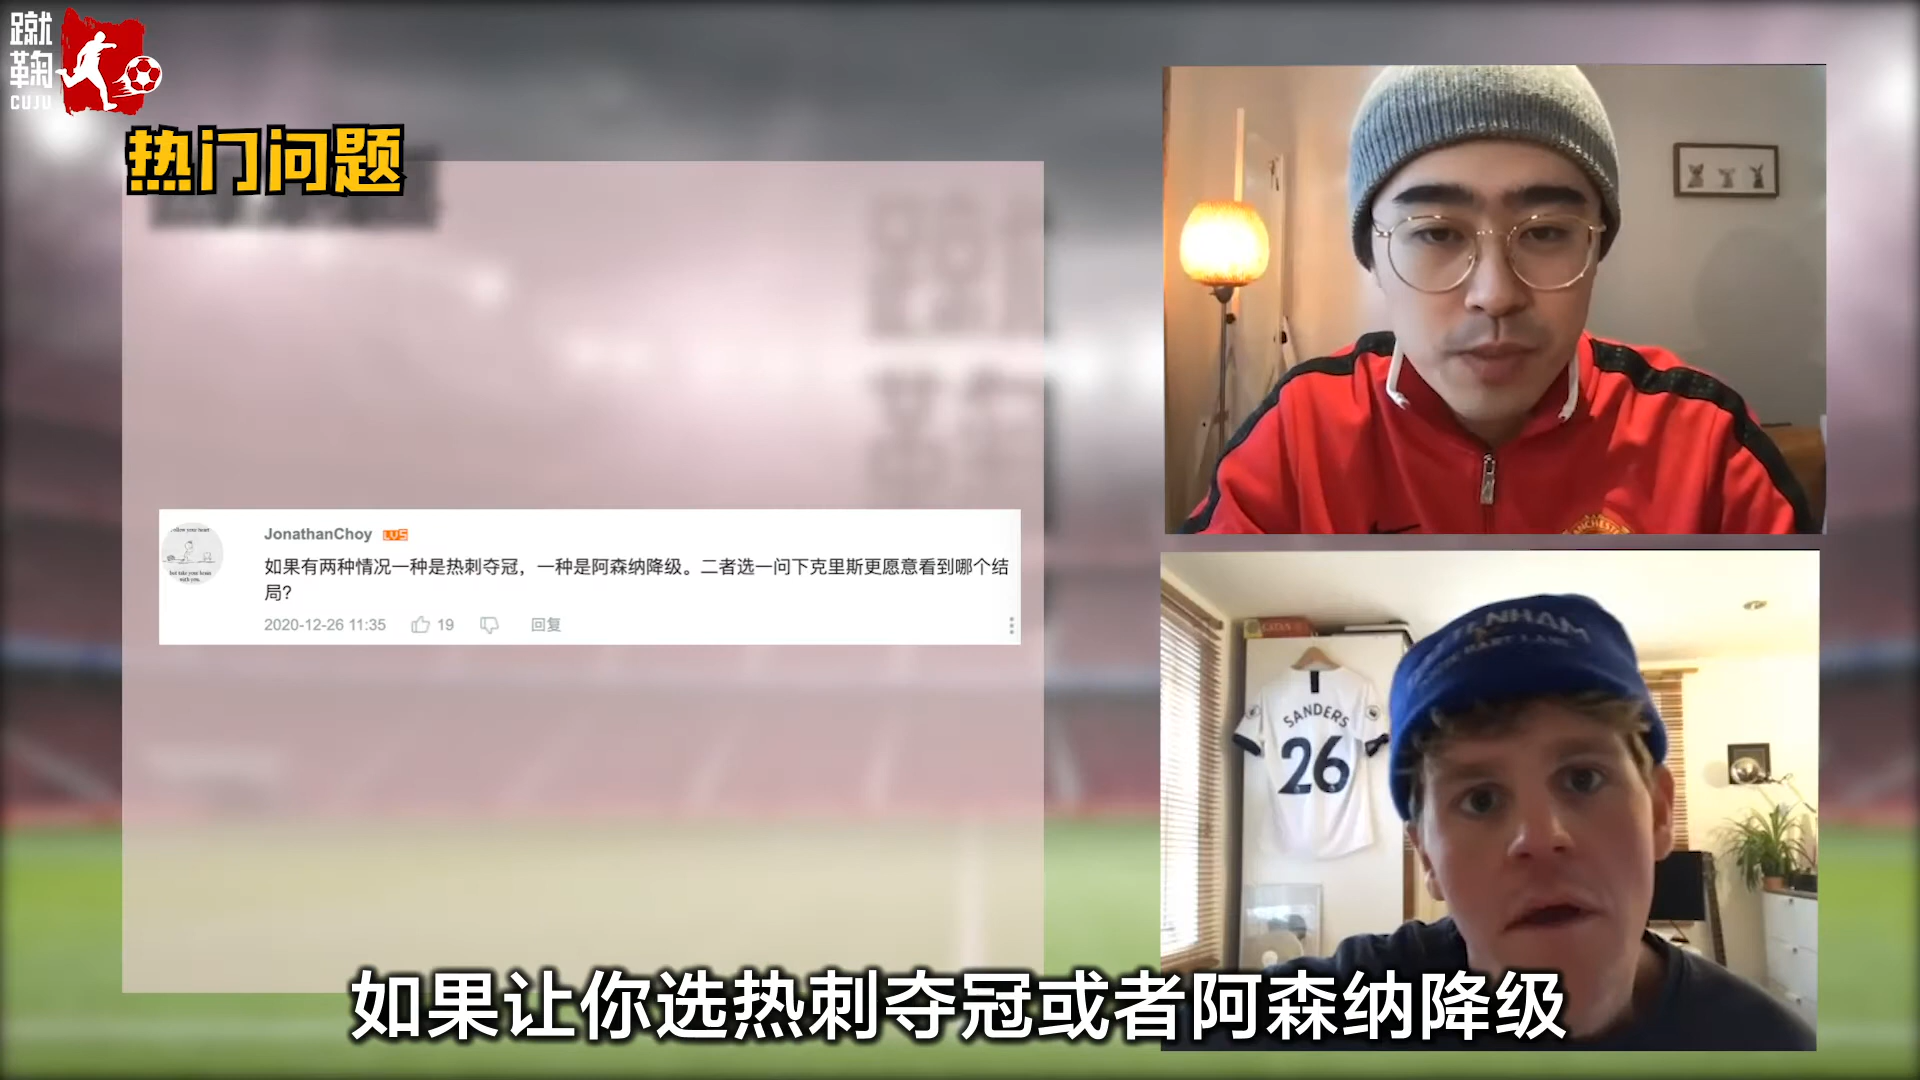 蹴
鞠
CUJU
热门问题
JonathanChoy LV5
如果有两种情况一种是热刺夺冠，一种是阿森纳降级。二者选一问下克里斯更愿意看到哪个结
局?
2020-12-26 11:35 19 回复
SANDERS
26
如果让你选热刺夺冠或者阿森纳降级